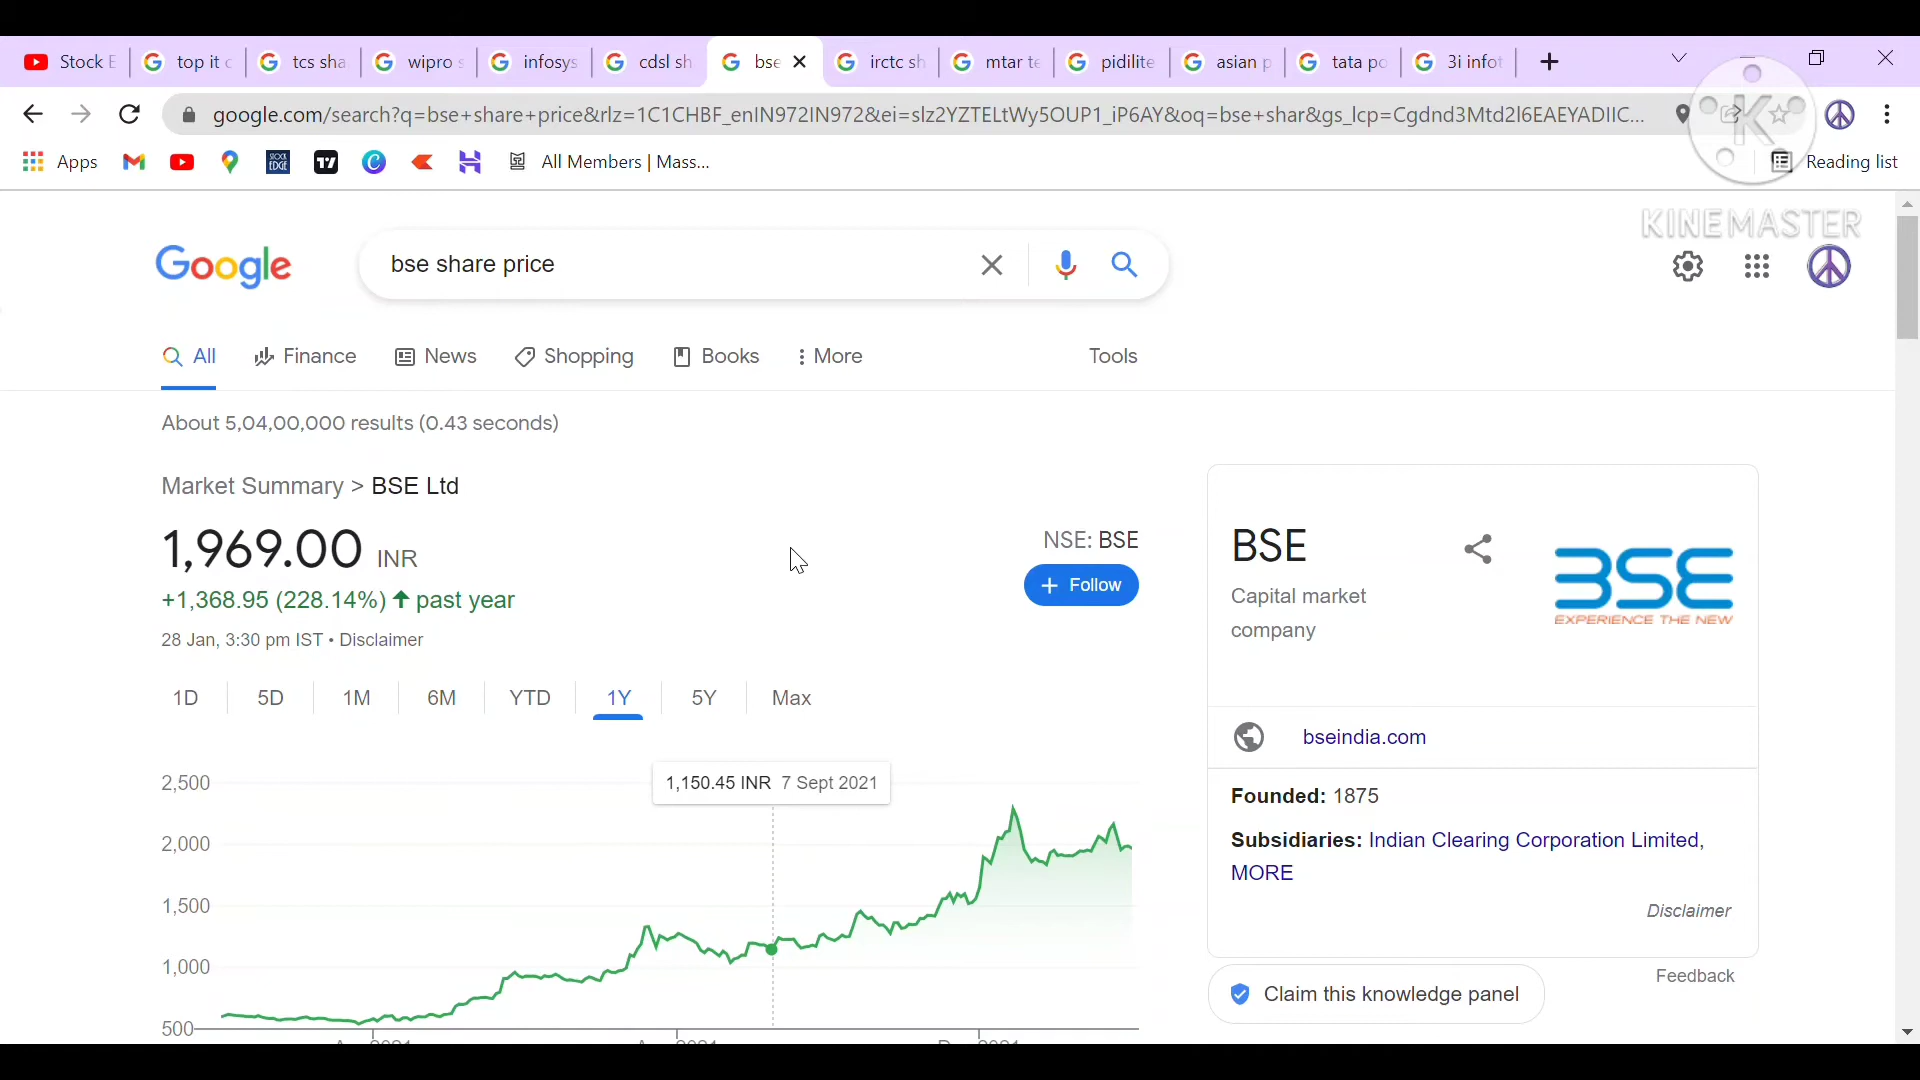 Stock E
top it c
tcs sha
wipro s
infosys
cdsl sh
bse
irctc sh
mtar te
pidilite
asian p
tata po
3i infot
google.com/search?q=bse+share+price&rlz=1C1CHBF_enIN972IN972&ei=slz2YZTELtWy5OUP1_iP6AY&oq=bse+shar&gs_lcp=Cgdnd3Mtd2l6EAEYADIIC...
Apps
STOCK EDGE
All Members | Mass...
Reading list
K
KINEMASTER
Google
bse share price
All
Finance
News
Shopping
Books
More
Tools
About 5,04,00,000 results (0.43 seconds)
Market Summary > BSE Ltd
1,969.00 INR
+1,368.95 (228.14%) past year
28 Jan, 3:30 pm IST • Disclaimer
NSE: BSE
+ Follow
1D
5D
1M
6M
YTD
1Y
5Y
Max
1,150.45 INR 7 Sept 2021
2,500
2,000
1,500
1,000
500
BSE
Capital market
company
BSE
EXPERIENCE THE NEW
bseindia.com
Founded: 1875
Subsidiaries: Indian Clearing Corporation Limited,
MORE
Disclaimer
Feedback
Claim this knowledge panel